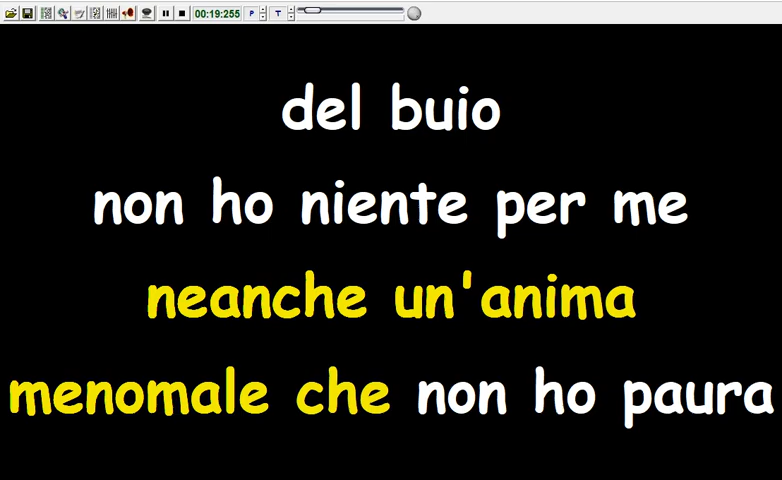 00:19:255 P T
del buio
non ho niente per me
neanche un'anima
menomale che non ho paura